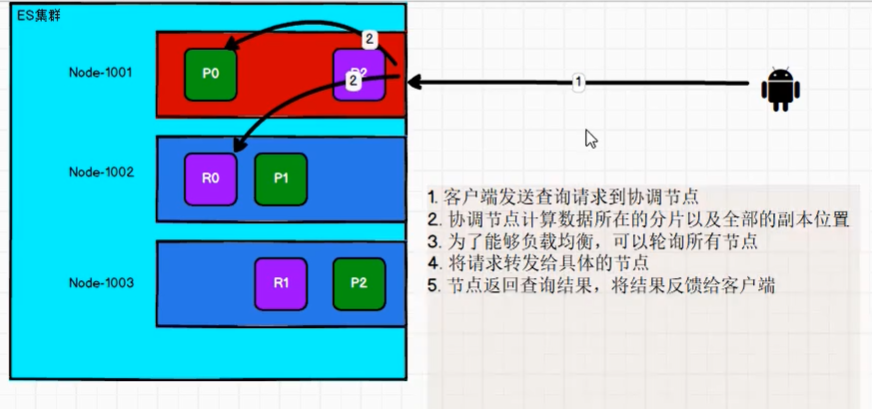 ES集群
Node-1001
P0
2
2
1
Node-1002
R0
P1
Node-1003
R1
P2
1. 客户端发送查询请求到协调节点
2. 协调节点计算数据所在的分片以及全部的副本位置
3. 为了能够负载均衡，可以轮询所有节点
4. 将请求转发给具体的节点
5. 节点返回查询结果，将结果反馈给客户端